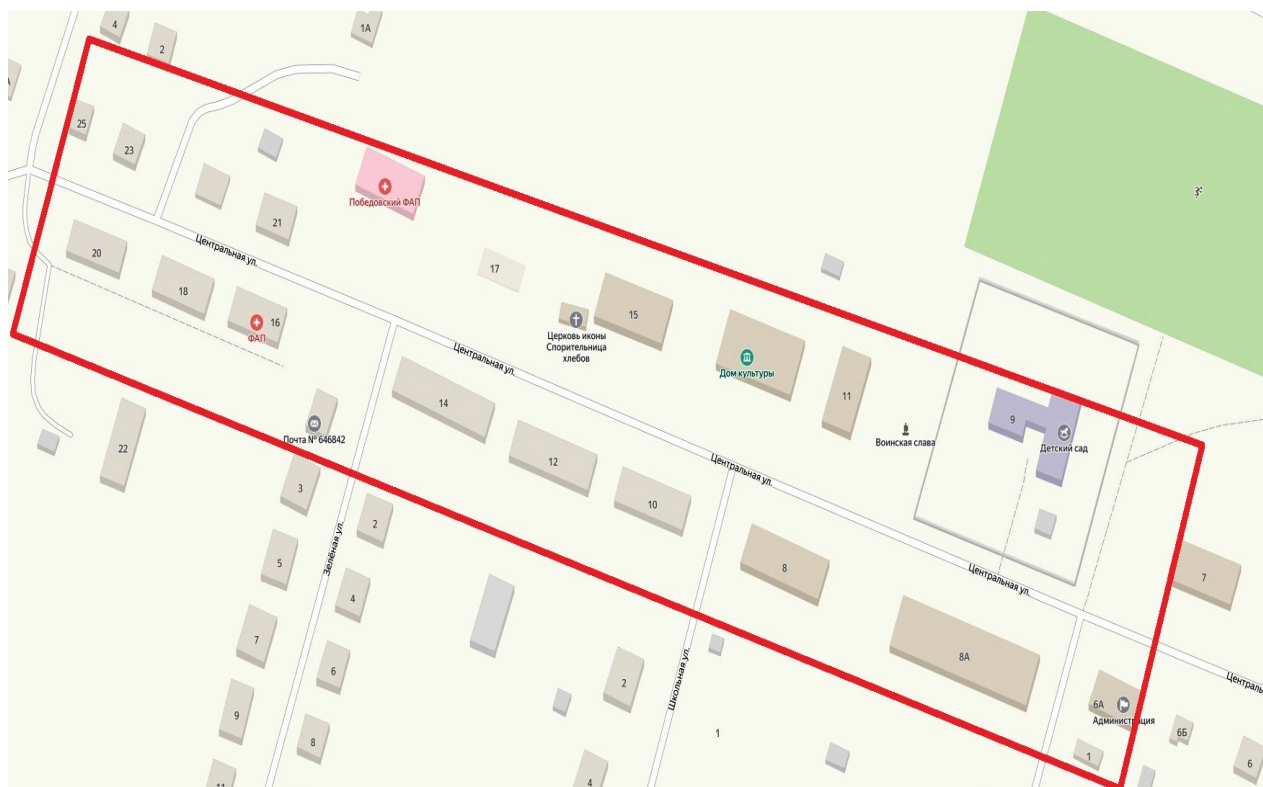 4
2
1А
25
23
Победовский ФАП
21
Центральная ул.
20
17
18
15
16
ФАП
Церковь иконы
Спорительница
хлебов
Центральная ул.
Дом культуры
11
14
9
Почта № 646842
Воинская слава
Детский сад
22
12
Центральная ул.
3
10
2
Зелёная ул.
5
8
Центральная ул.
7
4
7
8А
6
Школьная ул.
2
Централь
9
6А
Администрация
1
6Б
8
1
6
4